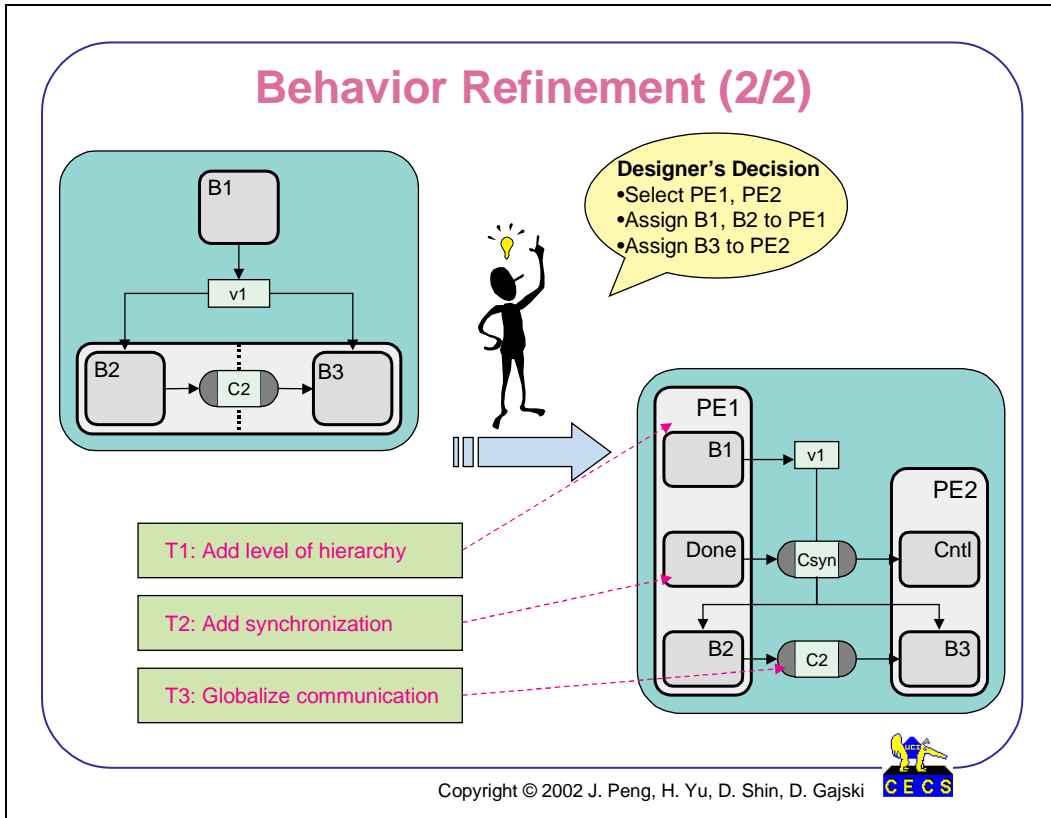 Behavior Refinement (2/2)
B1
v1
B2
C2
B3
Designer's Decision
•Select PE1, PE2
•Assign B1, B2 to PE1
•Assign B3 to PE2
PE1
B1
v1
PE2
Done
Csyn
Cntl
B2
C2
B3
T1: Add level of hierarchy
T2: Add synchronization
T3: Globalize communication
Copyright © 2002 J. Peng, H. Yu, D. Shin, D. Gajski
UCI
CECS